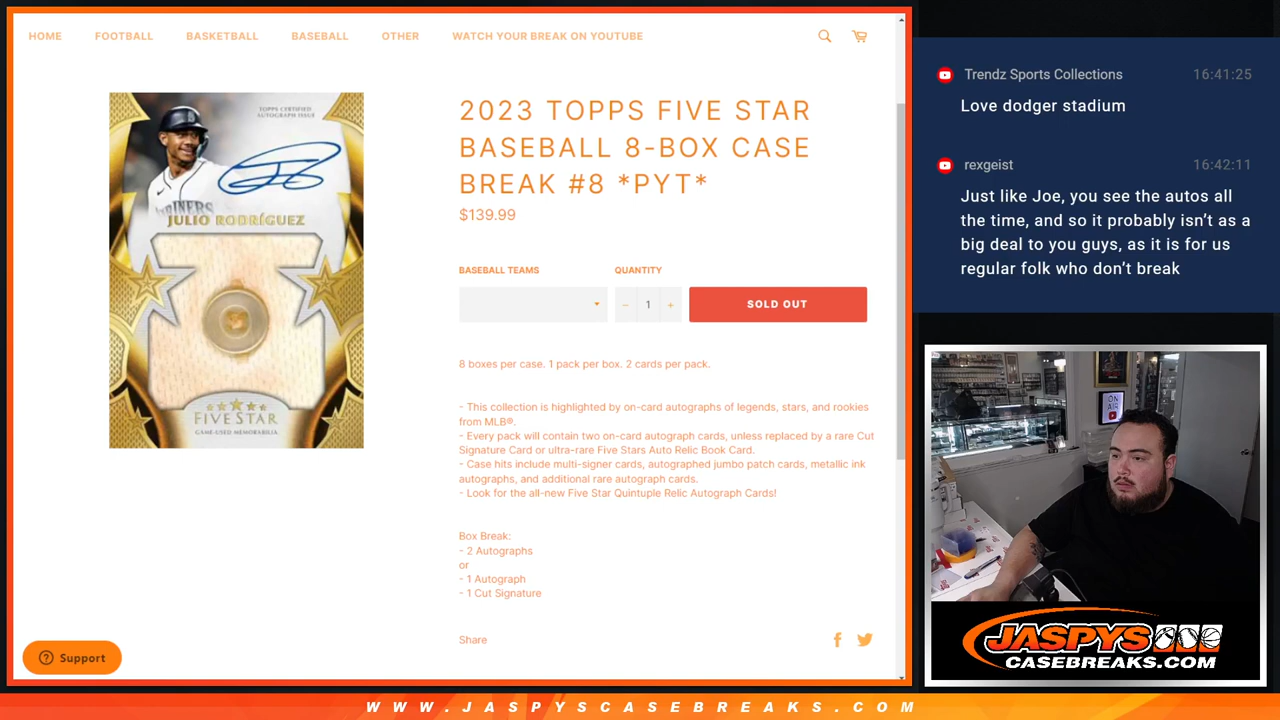 HOME FOOTBALL BASKETBALL BASEBALL OTHER WATCH YOUR BREAK ON YOUTUBE
TOPPS CERTIFIED
AUTOGRAPH ISSUE
JULIO RODRÍGUEZ
FIVE STAR
GAME-USED MEMORABILIA
2023 TOPPS FIVE STAR
BASEBALL 8-BOX CASE
BREAK #8 *PYT*
$139.99
BASEBALL TEAMS QUANTITY
− 1 + SOLD OUT
8 boxes per case. 1 pack per box. 2 cards per pack.
- This collection is highlighted by on-card autographs of legends, stars, and rookies
from MLB®.
- Every pack will contain two on-card autograph cards, unless replaced by a rare Cut
Signature Card or ultra-rare Five Stars Auto Relic Book Card.
- Case hits include multi-signer cards, autographed jumbo patch cards, metallic ink
autographs, and additional rare autograph cards.
- Look for the all-new Five Star Quintuple Relic Autograph Cards!
Box Break:
- 2 Autographs
or
- 1 Autograph
- 1 Cut Signature
Share
Support
Trendz Sports Collections 16:41:25
Love dodger stadium
rexgeist 16:42:11
Just like Joe, you see the autos all
the time, and so it probably isn’t as a
big deal to you guys, as it is for us
regular folk who don’t break
ON
AIR
JASPYS
CASEBREAKS.COM
WWW.JASPYSCASEBREAKS.COM